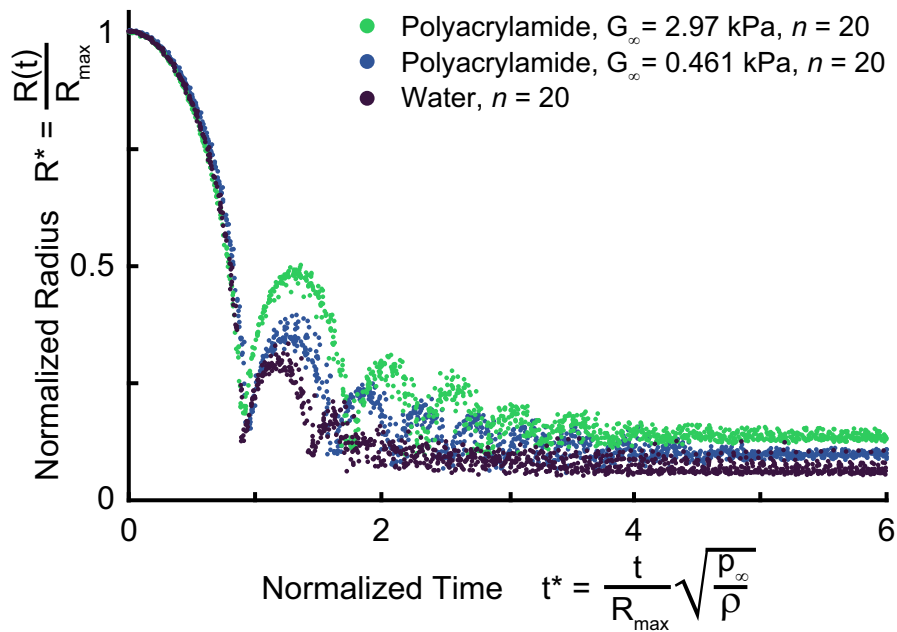 Polyacrylamide, G∞ = 2.97 kPa, n = 20
Polyacrylamide, G∞ = 0.461 kPa, n = 20
Water, n = 20
Normalized Radius R* = R(t) / Rmax
1
0.5
0
0
2
4
6
Normalized Time t* = t / Rmax √(p∞ / ρ)